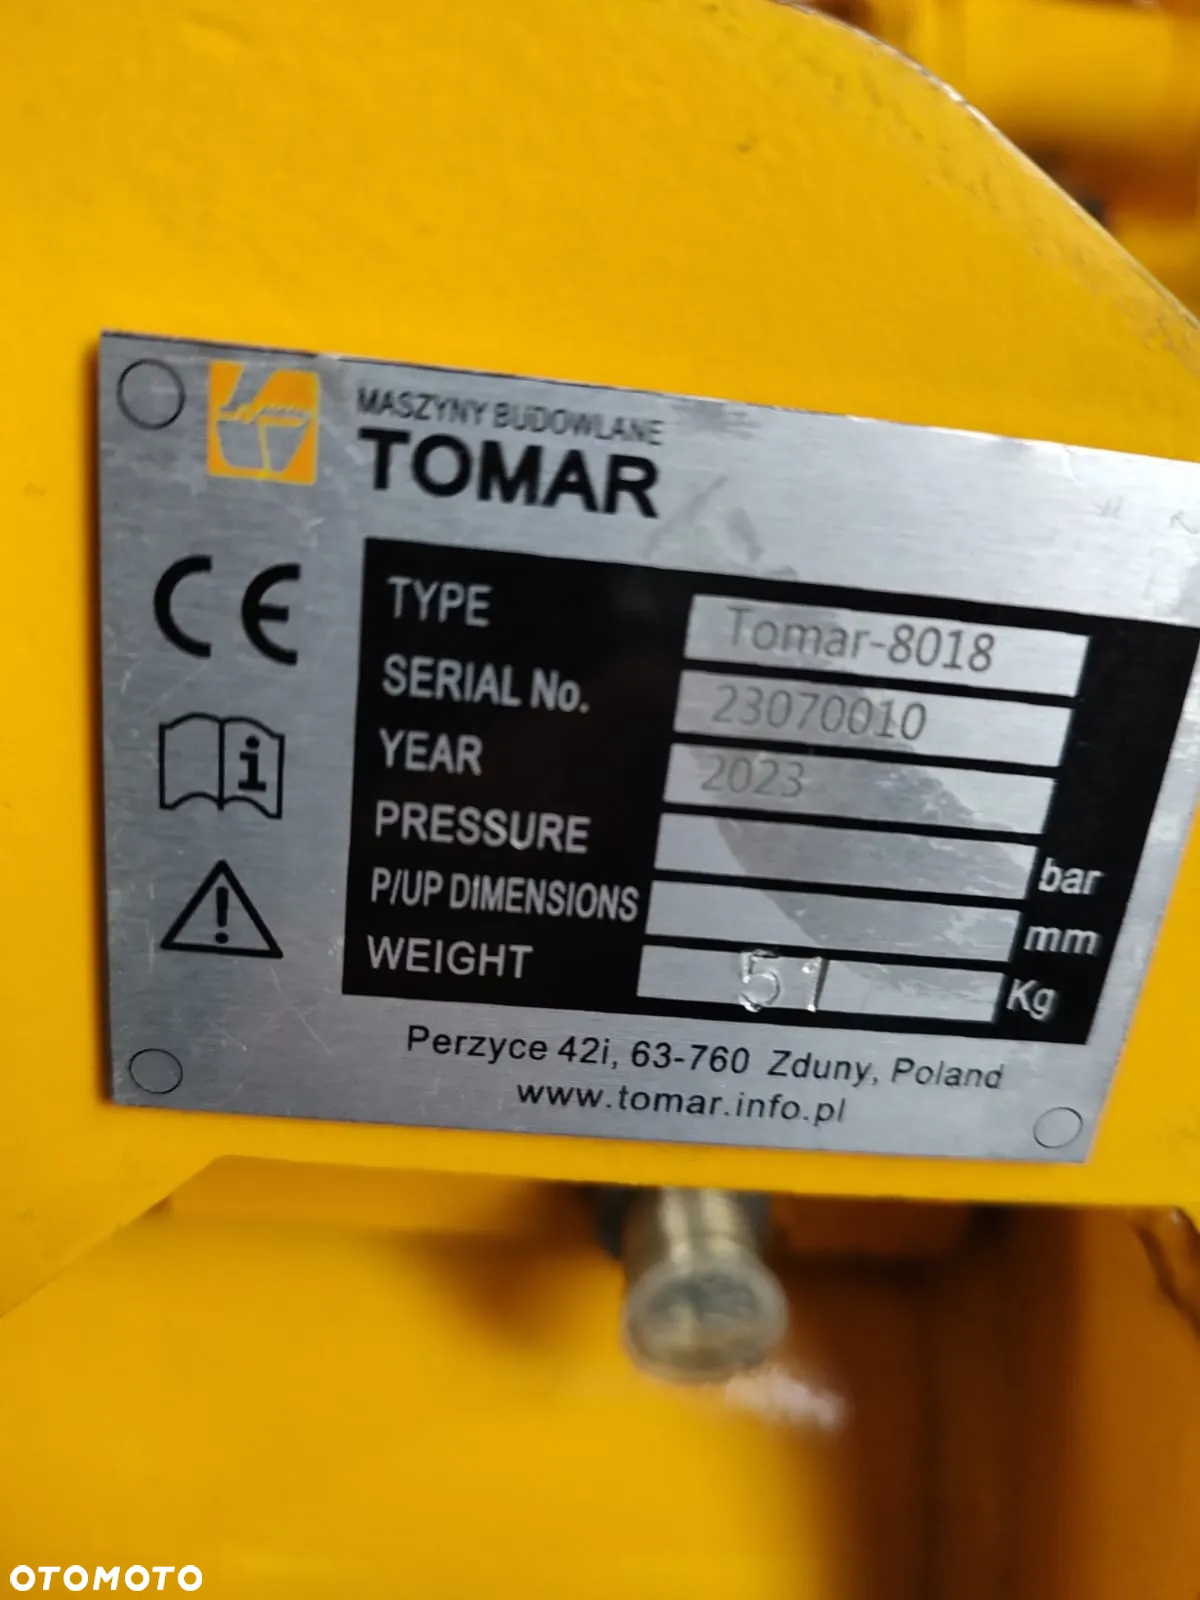 MASZYNY BUDOWLANE
TOMAR
CE
TYPE Tomar-8018
SERIAL No. 23070010
YEAR 2023
PRESSURE bar
P/UP DIMENSIONS mm
WEIGHT 51 Kg
Perzyce 42i, 63-760 Zduny, Poland
www.tomar.info.pl
OTOMOTO